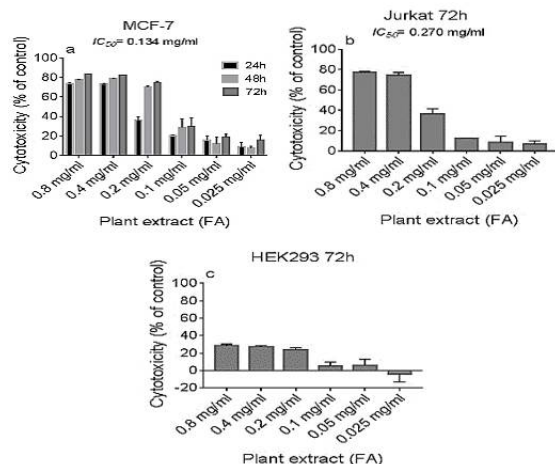 MCF-7
IC50= 0.134 mg/ml
a
24h
48h
72h
Cytotoxicity (% of control)
100
80
60
40
20
0
0.8 mg/ml
0.4 mg/ml
0.2 mg/ml
0.1 mg/ml
0.05 mg/ml
0.025 mg/ml
Plant extract (FA)
Jurkat 72h
IC50= 0.270 mg/ml
b
Cytotoxicity (% of control)
100
80
60
40
20
0
0.8 mg/ml
0.4 mg/ml
0.2 mg/ml
0.1 mg/ml
0.05 mg/ml
0.025 mg/ml
Plant extract (FA)
HEK293 72h
c
Cytotoxicity (% of control)
100
80
60
40
20
0
-20
0.8 mg/ml
0.4 mg/ml
0.2 mg/ml
0.1 mg/ml
0.05 mg/ml
0.025 mg/ml
Plant extract (FA)